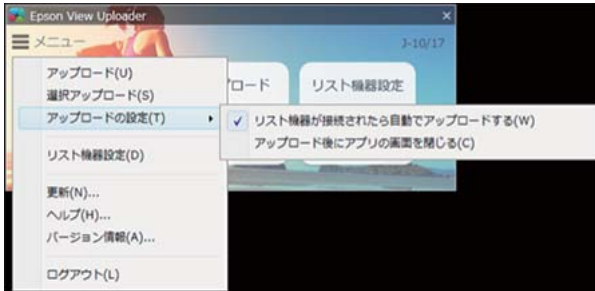 Epson View Uploader
メニュー
J-10/17
アップロード(U)
選択アップロード(S)
アップロードの設定(T)
リスト機器設定(D)
更新(N)...
ヘルプ(H)...
バージョン情報(A)...
ログアウト(L)
プロード
リスト機器設定
リスト機器が接続されたら自動でアップロードする(W)
アップロード後にアプリの画面を閉じる(C)